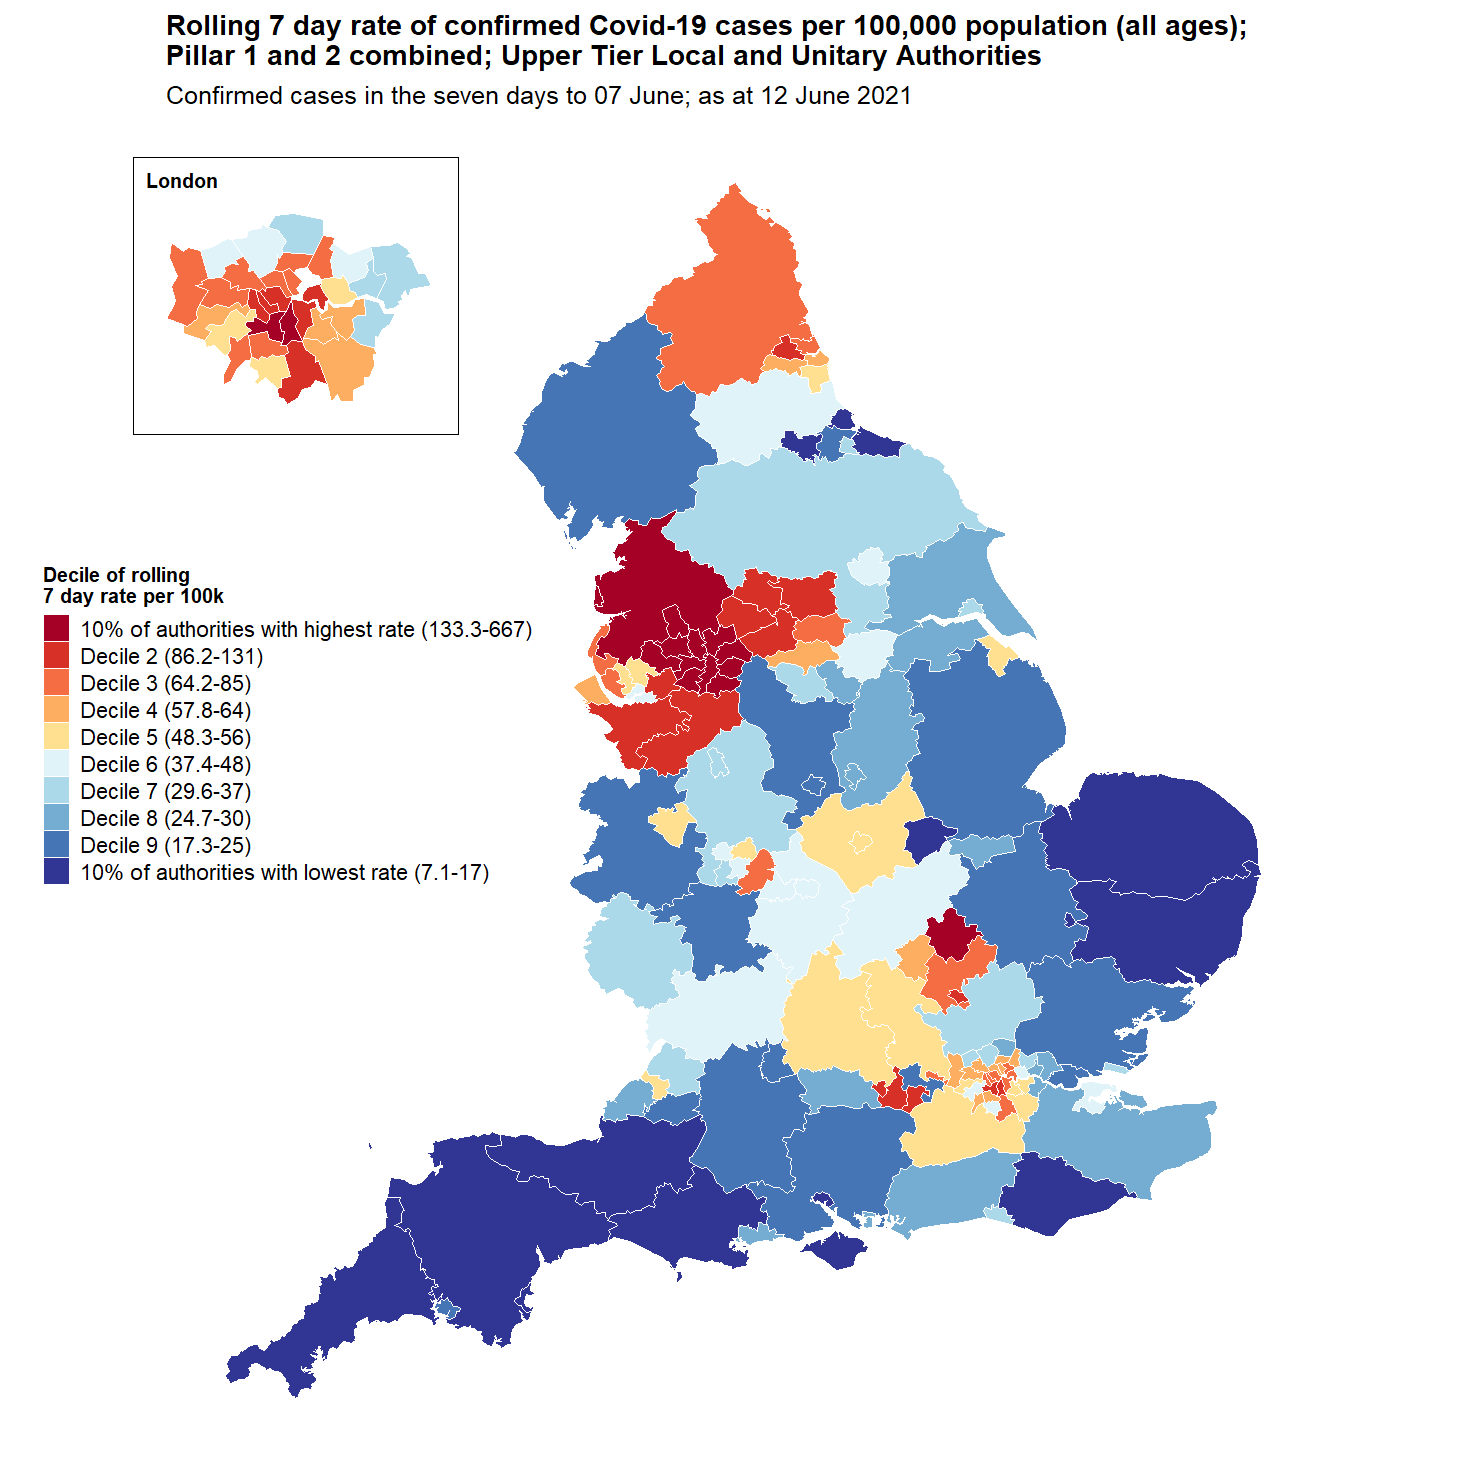 Rolling 7 day rate of confirmed Covid-19 cases per 100,000 population (all ages);
Pillar 1 and 2 combined; Upper Tier Local and Unitary Authorities
Confirmed cases in the seven days to 07 June; as at 12 June 2021
London
Decile of rolling
7 day rate per 100k
10% of authorities with highest rate (133.3-667)
Decile 2 (86.2-131)
Decile 3 (64.2-85)
Decile 4 (57.8-64)
Decile 5 (48.3-56)
Decile 6 (37.4-48)
Decile 7 (29.6-37)
Decile 8 (24.7-30)
Decile 9 (17.3-25)
10% of authorities with lowest rate (7.1-17)